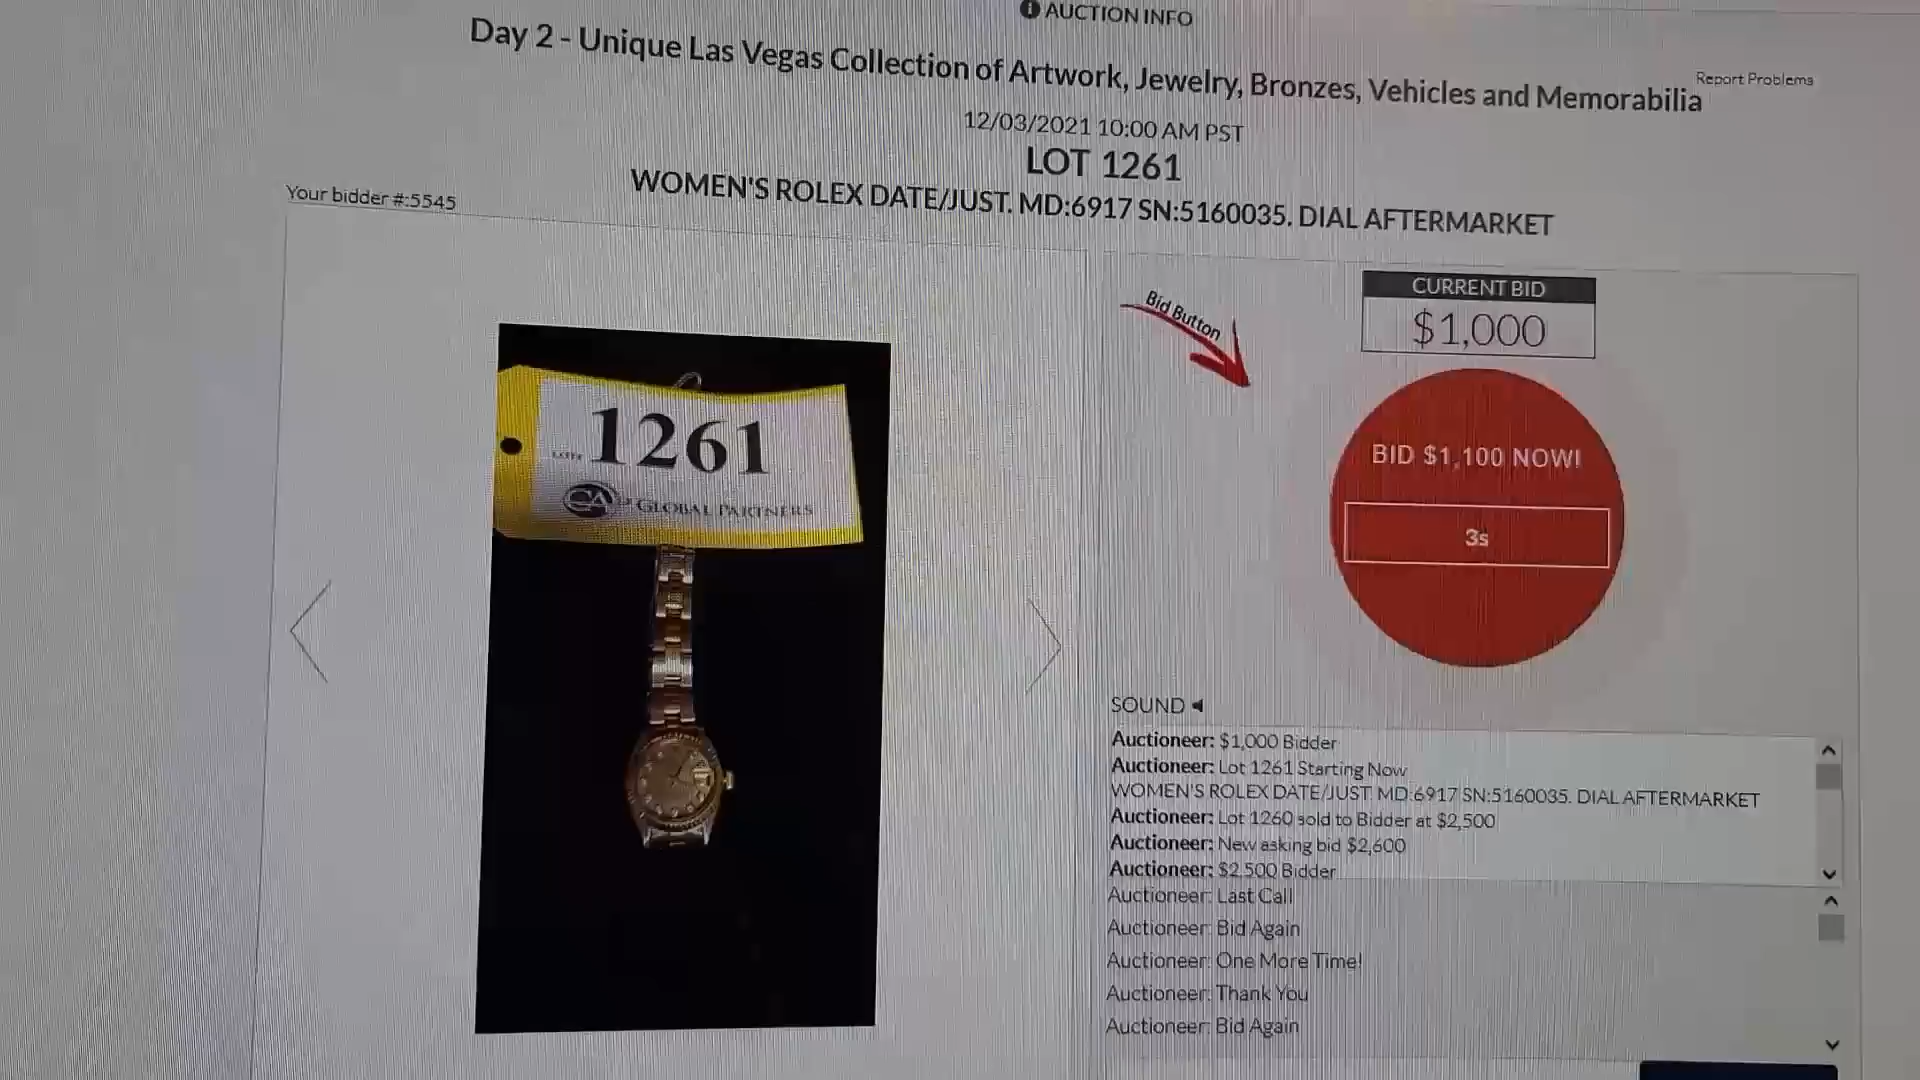 AUCTION INFO
Day 2 - Unique Las Vegas Collection of Artwork, Jewelry, Bronzes, Vehicles and Memorabilia
Report Problems
12/03/2021 10:00 AM PST
LOT 1261
WOMEN'S ROLEX DATE/JUST. MD:6917 SN:5160035. DIAL AFTERMARKET
Your bidder #:5545
1261
GLOBAL PARTNERS
Bid Button
CURRENT BID
$1,000
BID $1,100 NOW!
3s
SOUND
Auctioneer: $1,000 Bidder
Auctioneer: Lot 1261 Starting Now
WOMEN'S ROLEX DATE/JUST. MD:6917 SN:5160035. DIAL AFTERMARKET
Auctioneer: Lot 1260 sold to Bidder at $2,500
Auctioneer: New asking bid $2,600
Auctioneer: $2,500 Bidder
Auctioneer: Last Call
Auctioneer: Bid Again
Auctioneer: One More Time!
Auctioneer: Thank You
Auctioneer: Bid Again